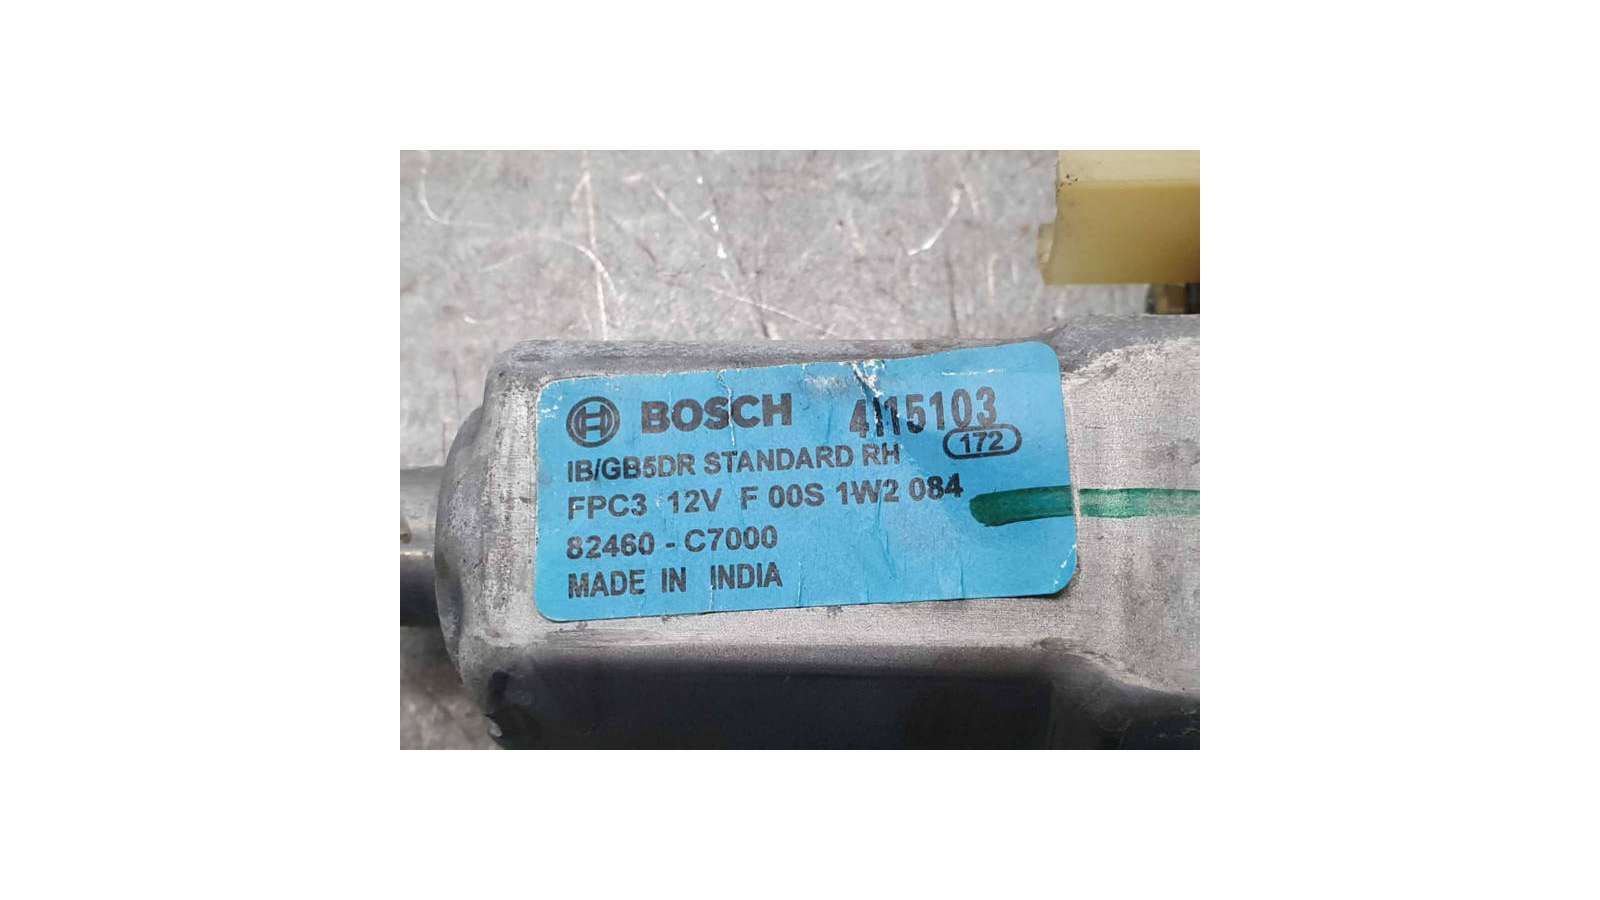 BOSCH 4115103
172
IB/GB5DR STANDARD RH
FPC3 12V F 00S 1W2 084
82460 - C7000
MADE IN INDIA